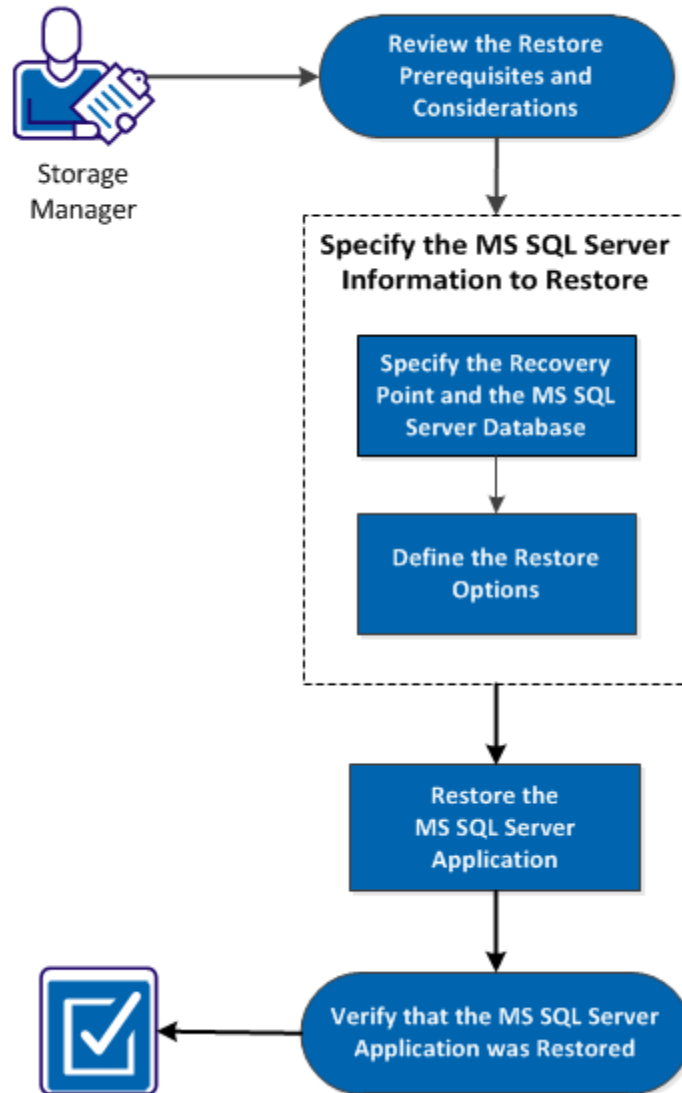 Review the Restore
Prerequisites and
Considerations
Storage
Manager
Specify the MS SQL Server
Information to Restore
Specify the Recovery
Point and the MS SQL
Server Database
Define the Restore
Options
Restore the
MS SQL Server
Application
Verify that the MS SQL Server
Application was Restored